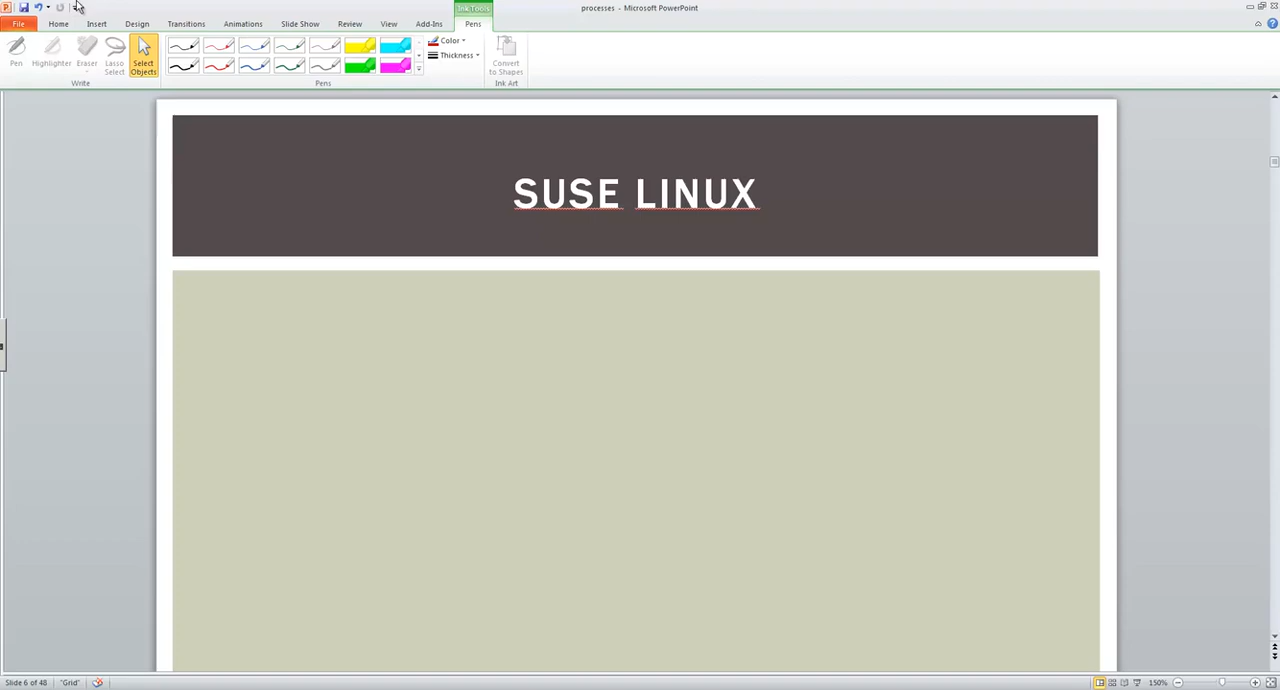 Ink Tools
processes - Microsoft PowerPoint
File Home Insert Design Transitions Animations Slide Show Review View Add-Ins Pens
Pen Highlighter Eraser Lasso Select Select Objects
Color
Thickness
Convert to Shapes
Write Pens Ink Art
SUSE LINUX
Slide 6 of 48 "Grid" 150%